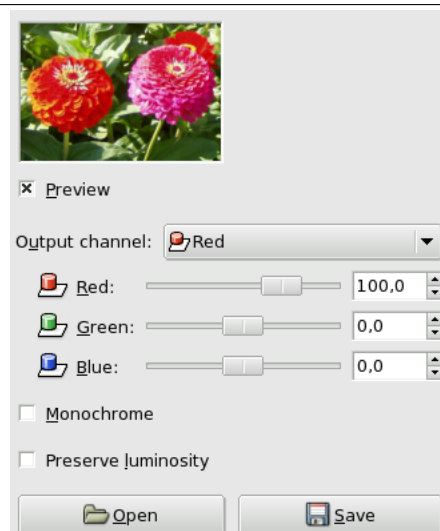 Preview
Output channel: Red
Red: 100,0
Green: 0,0
Blue: 0,0
Monochrome
Preserve luminosity
Open Save